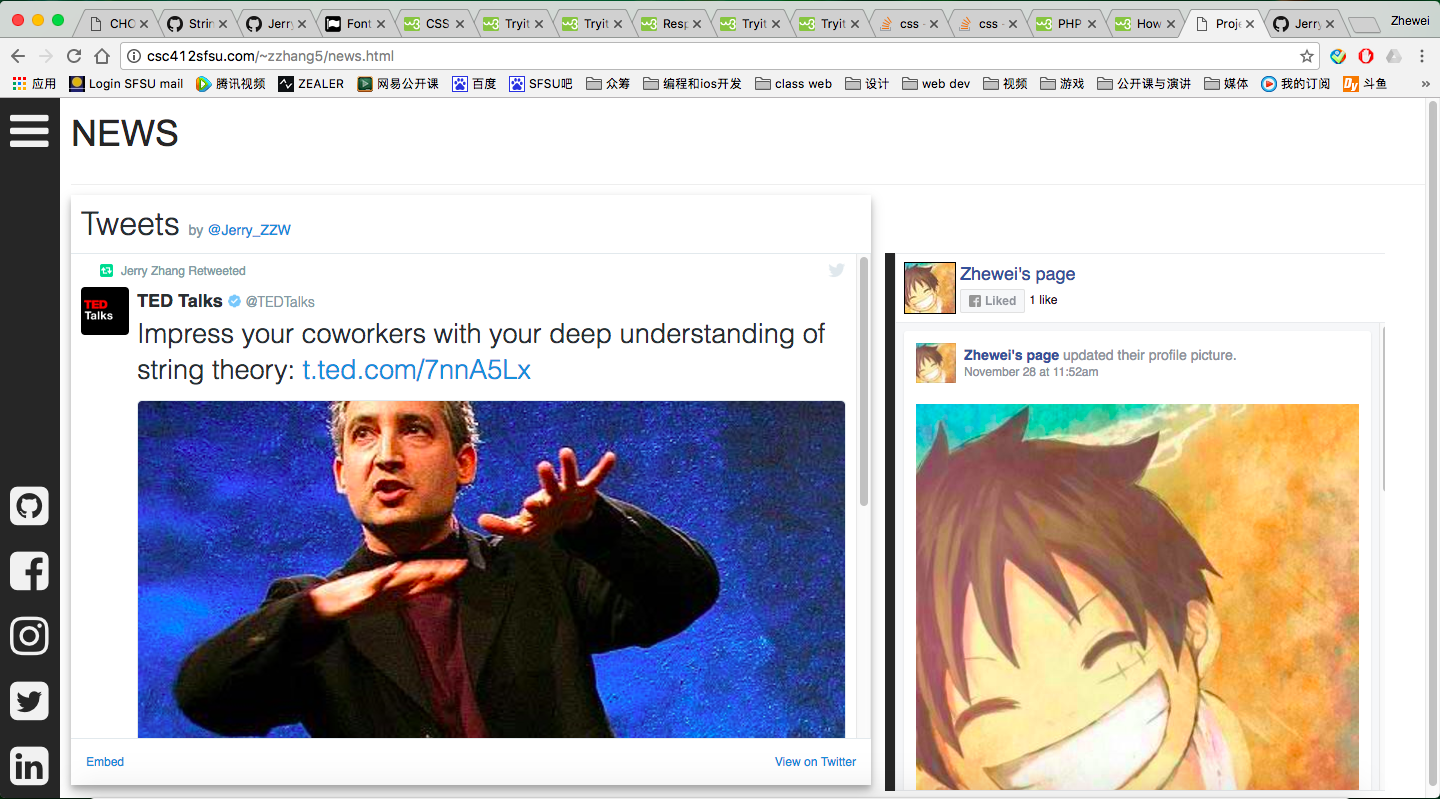 CHO
Strin
Jerry
Font
CSS
Tryit
Tryit
Resp
Tryit
Tryit
css -
css -
PHP
How
Proje
Jerry
Zhewei
csc412sfsu.com/~zzhang5/news.html
应用
Login SFSU mail
腾讯视频
ZEALER
网易公开课
百度
SFSU吧
众筹
编程和ios开发
class web
设计
web dev
视频
游戏
公开课与演讲
媒体
我的订阅
斗鱼
NEWS
Tweets by @Jerry_ZZW
Jerry Zhang Retweeted
TED Talks @TEDTalks
TED
Talks
Impress your coworkers with your deep understanding of
string theory: t.ted.com/7nnA5Lx
Embed
View on Twitter
Zhewei's page
Liked
1 like
Zhewei's page updated their profile picture.
November 28 at 11:52am